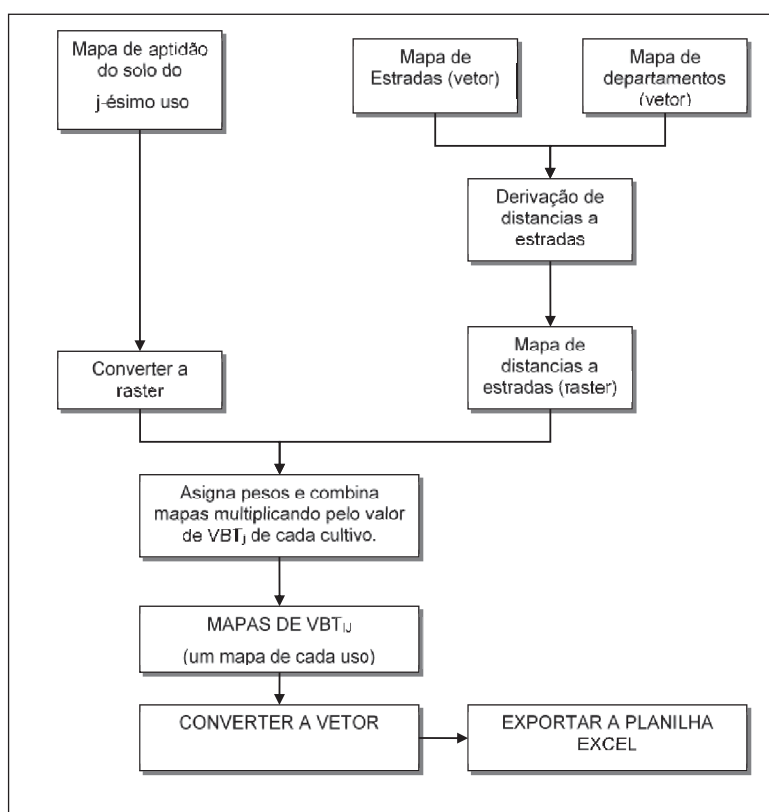 Mapa de aptidão
do solo do
j-ésimo uso
Mapa de
Estradas (vetor)
Mapa de
departamentos
(vetor)
Derivação de
distancias a
estradas
Converter a
raster
Mapa de
distancias a
estradas (raster)
Asigna pesos e combina
mapas multiplicando pelo valor
de VBTj de cada cultivo.
MAPAS DE VBTIJ
(um mapa de cada uso)
CONVERTER A VETOR
EXPORTAR A PLANILHA
EXCEL